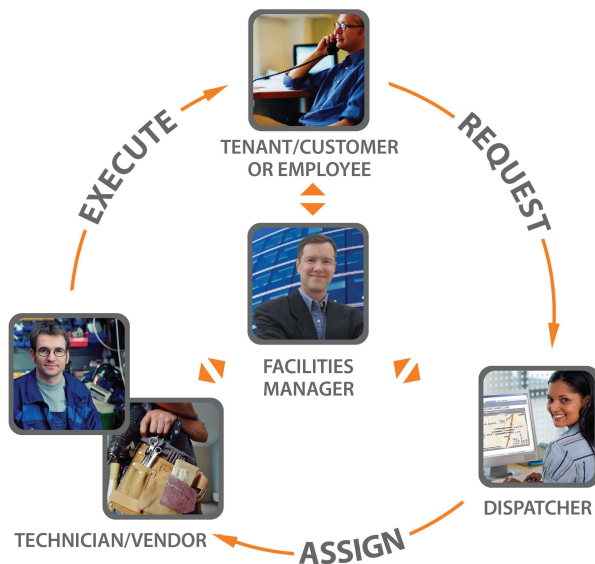 EXECUTE
REQUEST
TENANT/CUSTOMER
OR EMPLOYEE
FACILITIES
MANAGER
DISPATCHER
TECHNICIAN/VENDOR
ASSIGN